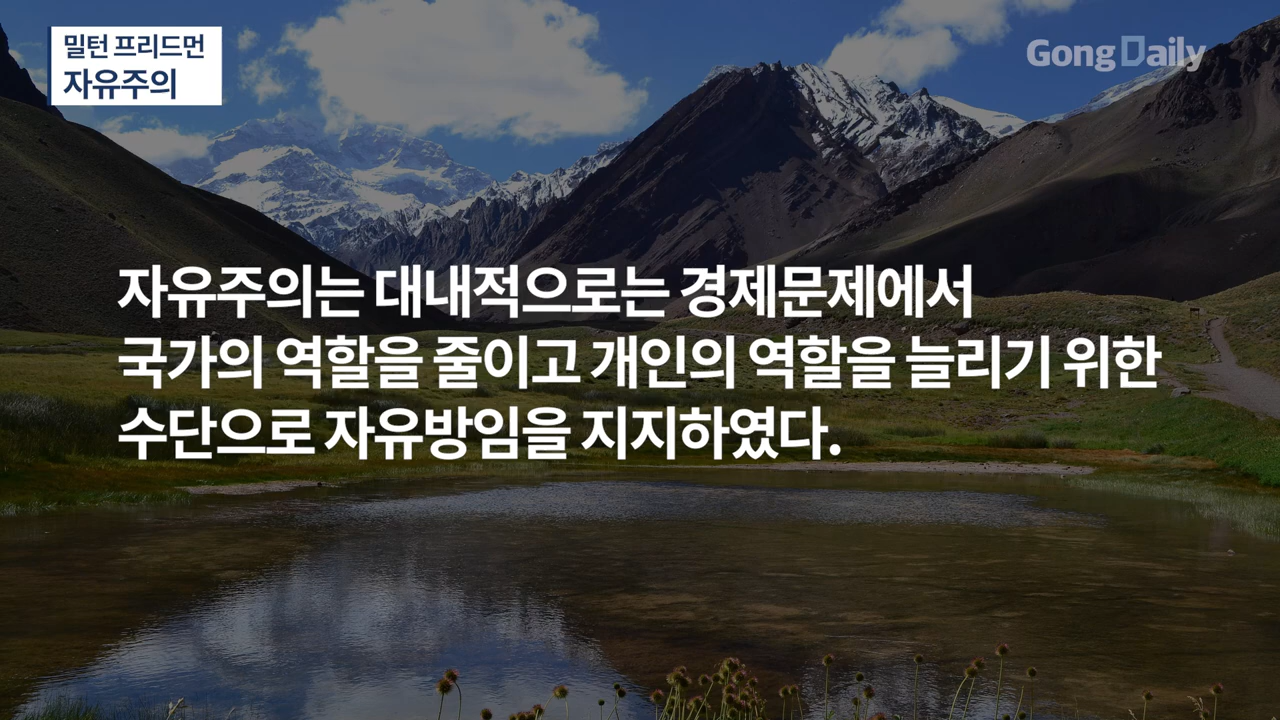 밀턴 프리드먼
자유주의
GongDaily
자유주의는 대내적으로는 경제문제에서
국가의 역할을 줄이고 개인의 역할을 늘리기 위한
수단으로 자유방임을 지지하였다.